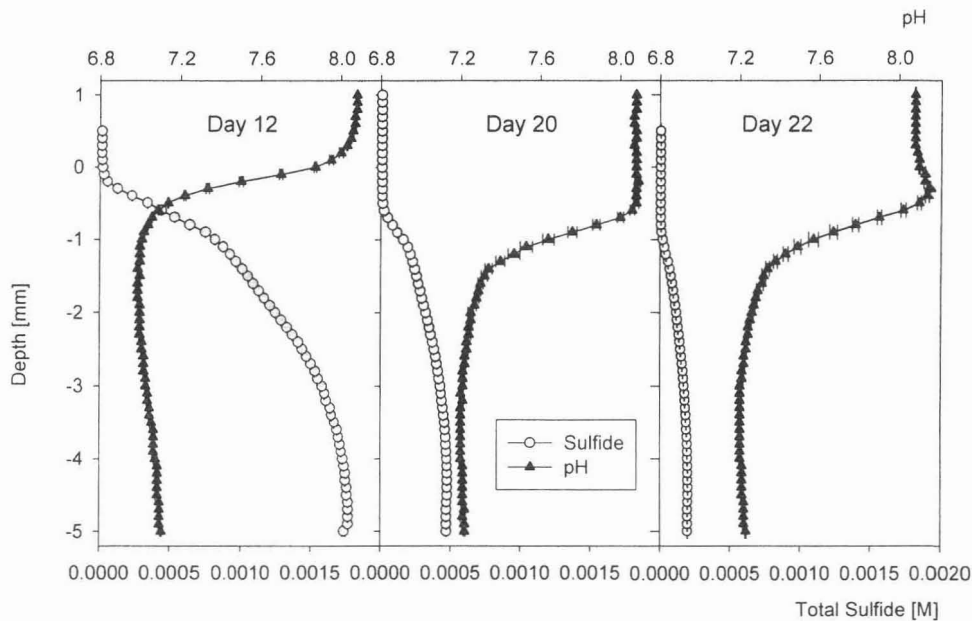 pH
6.8 7.2 7.6 8.0 6.8 7.2 7.6 8.0 6.8 7.2 7.6 8.0
Day 12 Day 20 Day 22
1
0
-1
-2
-3
-4
-5
Depth [mm]
Sulfide
pH
0.0000 0.0005 0.0010 0.0015 0.0000 0.0005 0.0010 0.0015 0.0000 0.0005 0.0010 0.0015 0.0020
Total Sulfide [M]